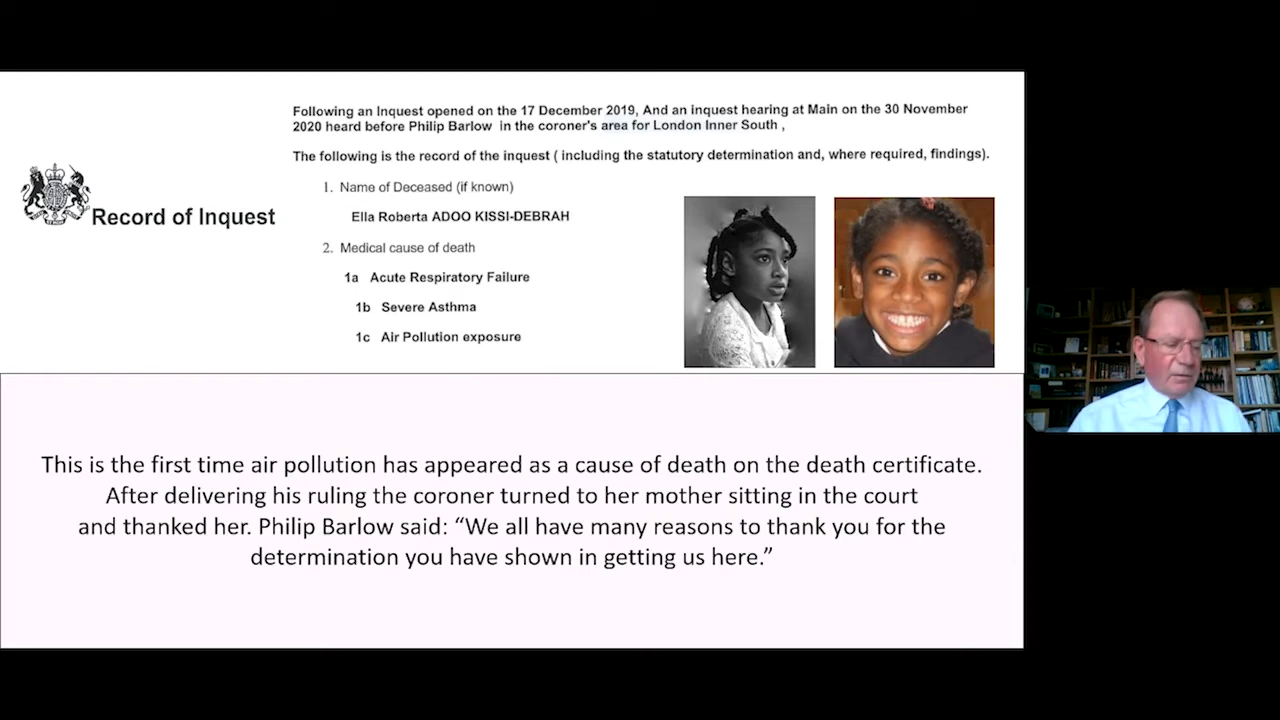 Following an Inquest opened on the 17 December 2019, And an inquest hearing at Main on the 30 November
2020 heard before Philip Barlow in the coroner's area for London Inner South ,
The following is the record of the inquest ( including the statutory determination and, where required, findings).
Record of Inquest
1. Name of Deceased (if known)
Ella Roberta ADOO KISSI-DEBRAH
2. Medical cause of death
1a Acute Respiratory Failure
1b Severe Asthma
1c Air Pollution exposure
This is the first time air pollution has appeared as a cause of death on the death certificate.
After delivering his ruling the coroner turned to her mother sitting in the court
and thanked her. Philip Barlow said: “We all have many reasons to thank you for the
determination you have shown in getting us here.”